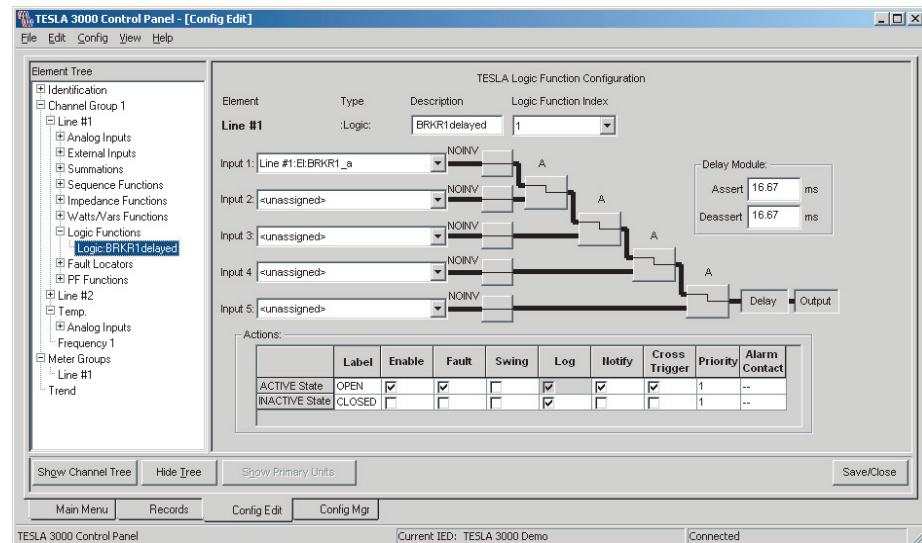 TESLA 3000 Control Panel - [Config Edit]
File Edit Config View Help
Element Tree
Identification
Channel Group 1
Line #1
Analog Inputs
External Inputs
Summations
Sequence Functions
Impedance Functions
Watts/Vars Functions
Logic Functions
Logic:BRKR1delayed
Fault Locators
PF Functions
Line #2
Temp.
Analog Inputs
Frequency 1
Meter Groups
Line #1
Trend
TESLA Logic Function Configuration
Element Type Description Logic Function Index
Line #1 :Logic: BRKR1delayed 1
Input 1: Line #1:EI:BRKR1_a NOINV A
Input 2: <unassigned> NOINV A
Input 3: <unassigned> NOINV A
Input 4 <unassigned> NOINV A
Input 5: <unassigned> NOINV Delay Output
Delay Module:
Assert 16.67 ms
Deassert 16.67 ms
Actions:
Label Enable Fault Swing Log Notify Cross Trigger Priority Alarm Contact
ACTIVE State OPEN 1 --
INACTIVE State CLOSED 1 --
Show Channel Tree Hide Tree Show Primary Units Save/Close
Main Menu Records Config Edit Config Mgr
TESLA 3000 Control Panel Current IED: TESLA 3000 Demo Connected